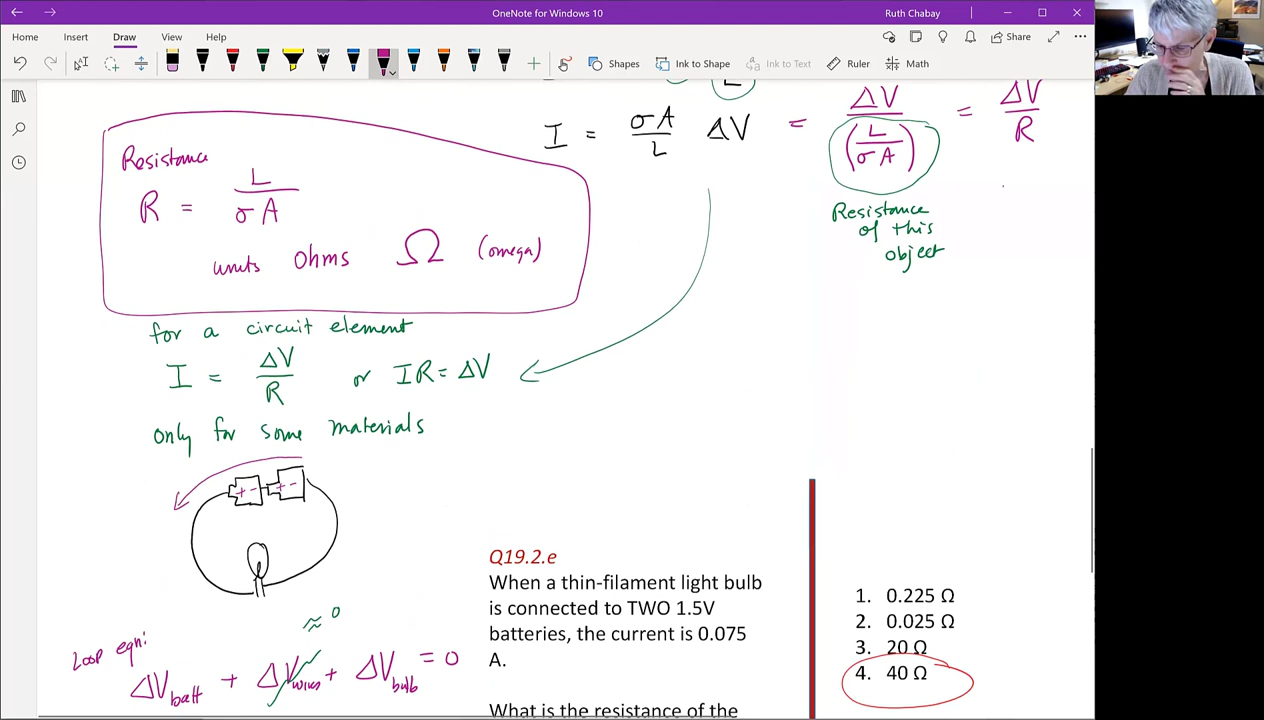 OneNote for Windows 10
Ruth Chabay
Home Insert Draw View Help
Share
Shapes
Ink to Shape
Ink to Text
Ruler
Math
I = σA/L ΔV = ΔV/(L/σA) = ΔV/R
Resistance
of this
object
Resistance
R = L/σA
units ohms Ω (omega)
for a circuit element
I = ΔV/R or IR = ΔV
only for some materials
+ - + -
Loop eqn:
≈ 0
ΔVbatt + ΔVwires + ΔVbulb = 0
Q19.2.e
When a thin-filament light bulb
is connected to TWO 1.5V
batteries, the current is 0.075
A.
What is the resistance of the
1. 0.225 Ω
2. 0.025 Ω
3. 20 Ω
4. 40 Ω